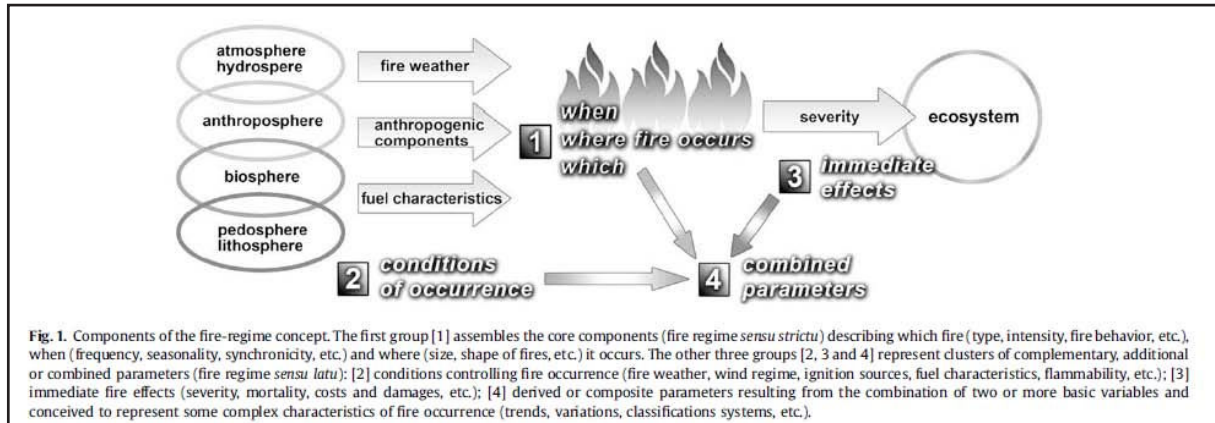 atmosphere
hydrospere
anthroposphere
biosphere
pedosphere
lithosphere
fire weather
anthropogenic
components
fuel characteristics
1
when
where fire occurs
which
severity
ecosystem
3 immediate
effects
2 conditions
of occurrence
4 combined
parameters
Fig. 1. Components of the fire-regime concept. The first group [1] assembles the core components (fire regime sensu strictu) describing which fire (type, intensity, fire behavior, etc.),
when (frequency, seasonality, synchronicity, etc.) and where (size, shape of fires, etc.) it occurs. The other three groups [2, 3 and 4] represent clusters of complementary, additional
or combined parameters (fire regime sensu latu): [2] conditions controlling fire occurrence (fire weather, wind regime, ignition sources, fuel characteristics, flammability, etc.); [3]
immediate fire effects (severity, mortality, costs and damages, etc.); [4] derived or composite parameters resulting from the combination of two or more basic variables and
conceived to represent some complex characteristics of fire occurrence (trends, variations, classifications systems, etc.).